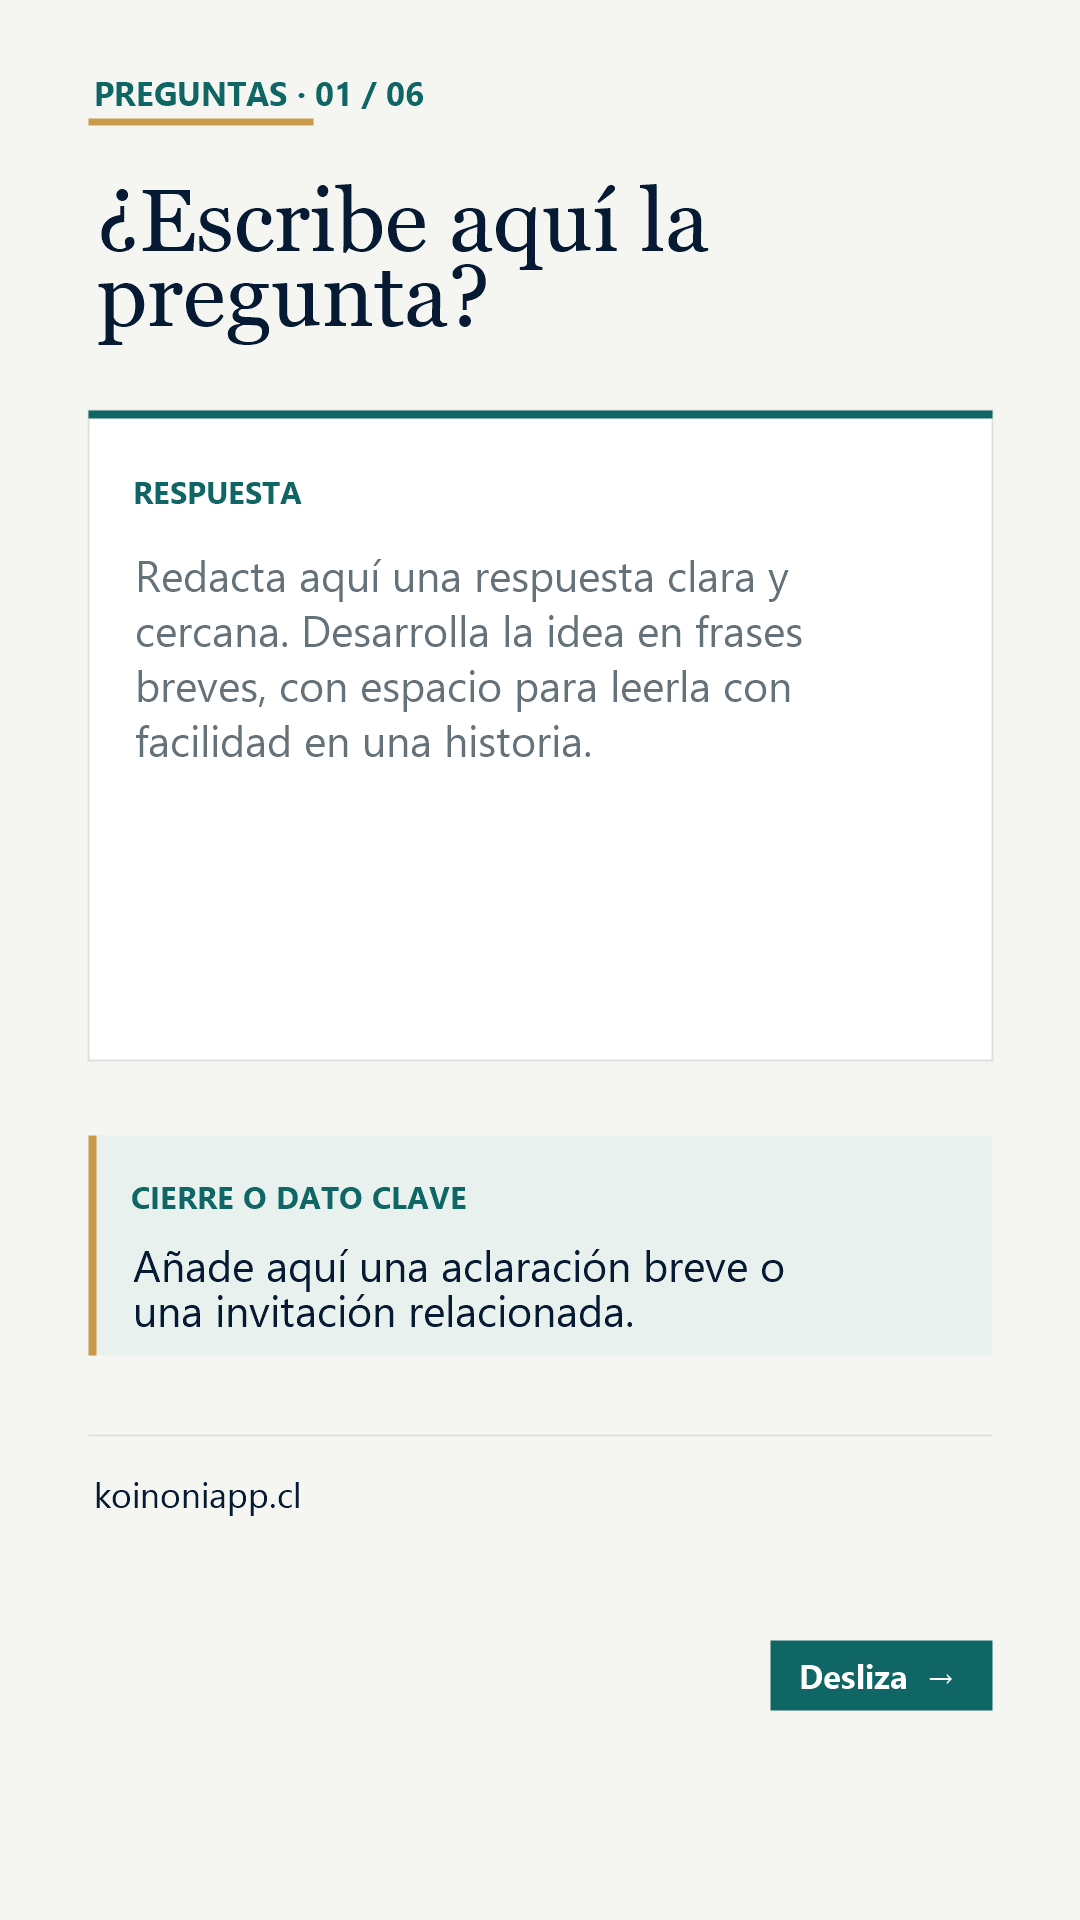 PREGUNTAS · 01 / 06
¿Escribe aquí la
pregunta?
RESPUESTA
Redacta aquí una respuesta clara y
cercana. Desarrolla la idea en frases
breves, con espacio para leerla con
facilidad en una historia.
CIERRE O DATO CLAVE
Añade aquí una aclaración breve o
una invitación relacionada.
koinoniapp.cl
Desliza →